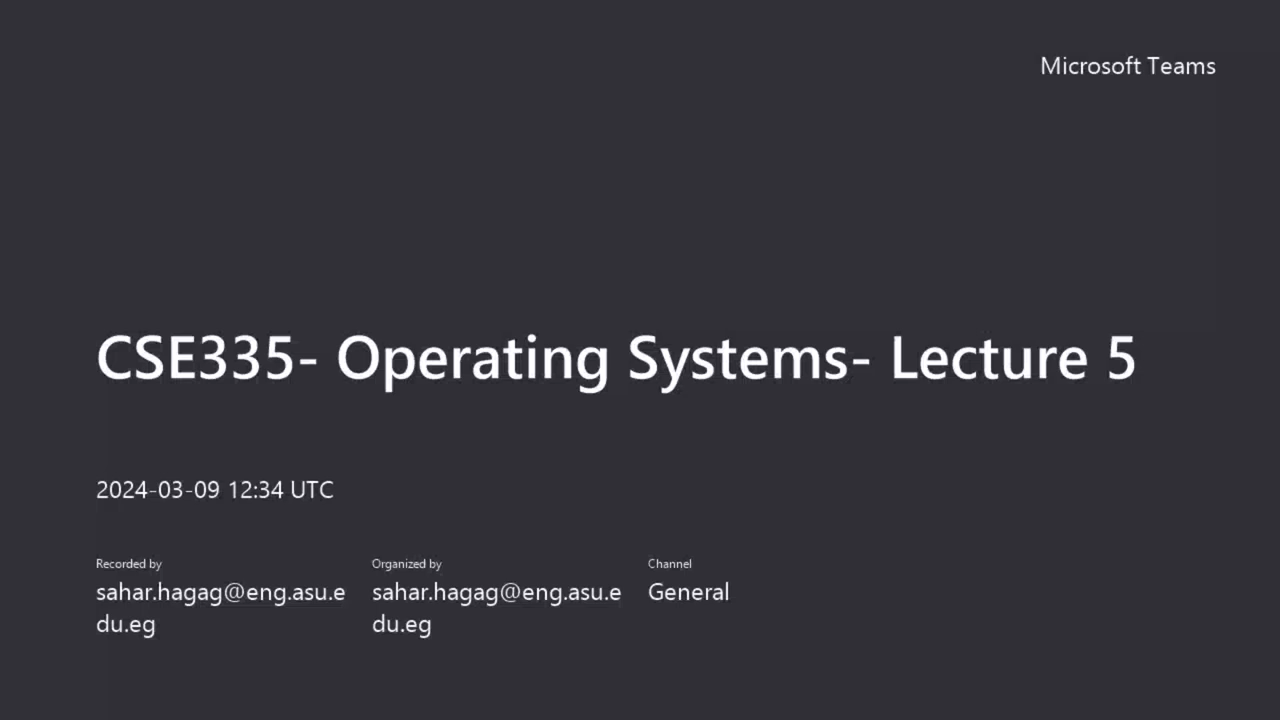 Microsoft Teams
CSE335- Operating Systems- Lecture 5
2024-03-09 12:34 UTC
Recorded by
sahar.hagag@eng.asu.e
du.eg
Organized by
sahar.hagag@eng.asu.e
du.eg
Channel
General